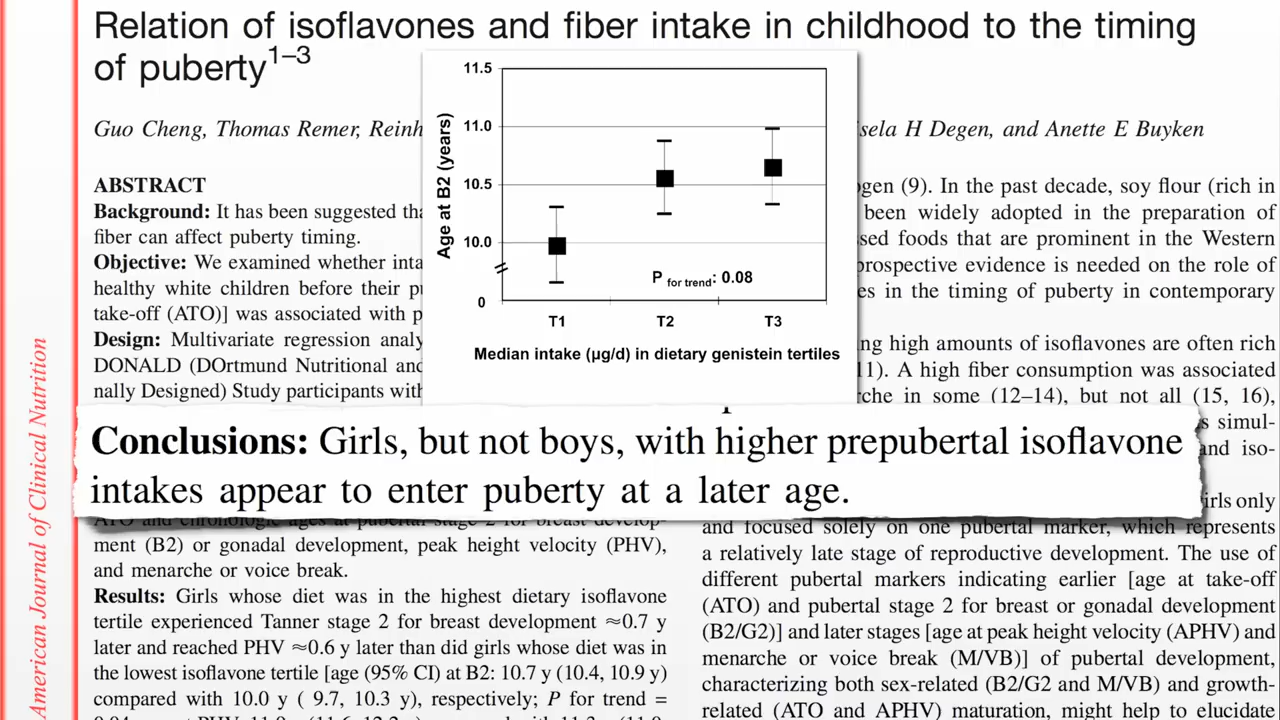 Relation of isoflavones and fiber intake in childhood to the timing
of puberty1–3
Guo Cheng, Thomas Remer, Reinh
sela H Degen, and Anette E Buyken
American Journal of Clinical Nutrition
ABSTRACT
Background: It has been suggested tha
fiber can affect puberty timing.
Objective: We examined whether inta
healthy white children before their pu
take-off (ATO)] was associated with p
Design: Multivariate regression analy
DONALD (DOrtmund Nutritional and
nally Designed) Study participants with
11.5
11.0
10.5
10.0
0
Age at B2 (years)
P for trend: 0.08
T1 T2 T3
Median intake (µg/d) in dietary genistein tertiles
Conclusions: Girls, but not boys, with higher prepubertal isoflavone
intakes appear to enter puberty at a later age.
ATO and chronologic ages at pubertal stage 2 for breast develop-
ment (B2) or gonadal development, peak height velocity (PHV),
and menarche or voice break.
Results: Girls whose diet was in the highest dietary isoflavone
tertile experienced Tanner stage 2 for breast development ≈0.7 y
later and reached PHV ≈0.6 y later than did girls whose diet was in
the lowest isoflavone tertile [age (95% CI) at B2: 10.7 y (10.4, 10.9 y)
compared with 10.0 y ( 9.7, 10.3 y), respectively; P for trend =
ogen (9). In the past decade, soy flour (rich in
been widely adopted in the preparation of
ssed foods that are prominent in the Western
prospective evidence is needed on the role of
es in the timing of puberty in contemporary
ng high amounts of isoflavones are often rich
11). A high fiber consumption was associated
rche in some (12–14), but not all (15, 16),
s simul-
and iso-
irls only
and focused solely on one pubertal marker, which represents
a relatively late stage of reproductive development. The use of
different pubertal markers indicating earlier [age at take-off
(ATO) and pubertal stage 2 for breast or gonadal development
(B2/G2)] and later stages [age at peak height velocity (APHV) and
menarche or voice break (M/VB)] of pubertal development,
characterizing both sex-related (B2/G2 and M/VB) and growth-
related (ATO and APHV) maturation, might help to elucidate